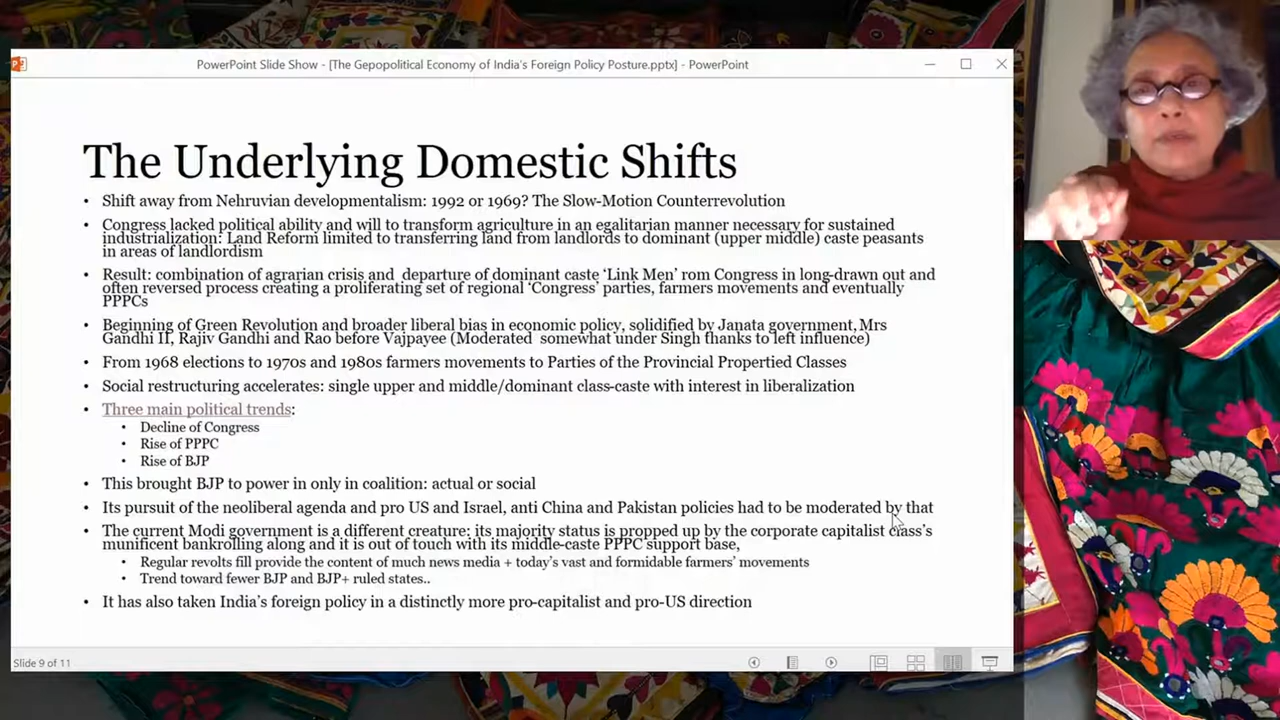 PowerPoint Slide Show - [The Gepopolitical Economy of India's Foreign Policy Posture.pptx] - PowerPoint
The Underlying Domestic Shifts
• Shift away from Nehruvian developmentalism: 1992 or 1969? The Slow-Motion Counterrevolution
• Congress lacked political ability and will to transform agriculture in an egalitarian manner necessary for sustained
industrialization: Land Reform limited to transferring land from landlords to dominant (upper middle) caste peasants
in areas of landlordism
• Result: combination of agrarian crisis and departure of dominant caste 'Link Men' rom Congress in long-drawn out and
often reversed process creating a proliferating set of regional 'Congress' parties, farmers movements and eventually
PPPCs
• Beginning of Green Revolution and broader liberal bias in economic policy, solidified by Janata government, Mrs
Gandhi II, Rajiv Gandhi and Rao before Vajpayee (Moderated somewhat under Singh thanks to left influence)
• From 1968 elections to 1970s and 1980s farmers movements to Parties of the Provincial Propertied Classes
• Social restructuring accelerates: single upper and middle/dominant class-caste with interest in liberalization
• Three main political trends:
• Decline of Congress
• Rise of PPPC
• Rise of BJP
• This brought BJP to power in only in coalition: actual or social
• Its pursuit of the neoliberal agenda and pro US and Israel, anti China and Pakistan policies had to be moderated by that
• The current Modi government is a different creature: its majority status is propped up by the corporate capitalist class's
munificent bankrolling along and it is out of touch with its middle-caste PPPC support base,
• Regular revolts fill provide the content of much news media + today's vast and formidable farmers' movements
• Trend toward fewer BJP and BJP+ ruled states..
• It has also taken India's foreign policy in a distinctly more pro-capitalist and pro-US direction
Slide 9 of 11